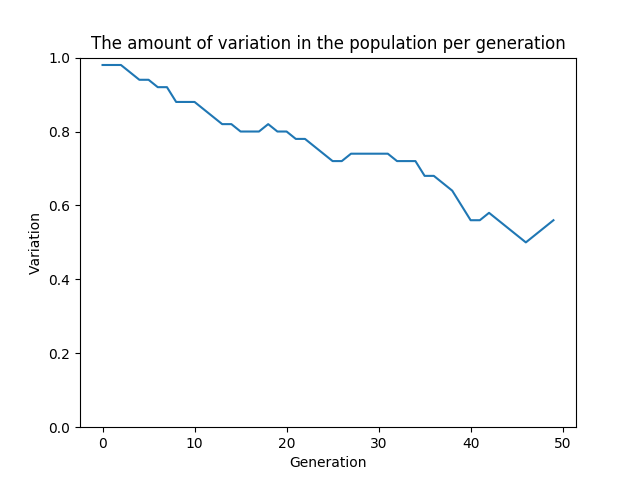 The amount of variation in the population per generation
1.0
0.8
0.6
0.4
0.2
0.0
Variation
0 10 20 30 40 50
Generation